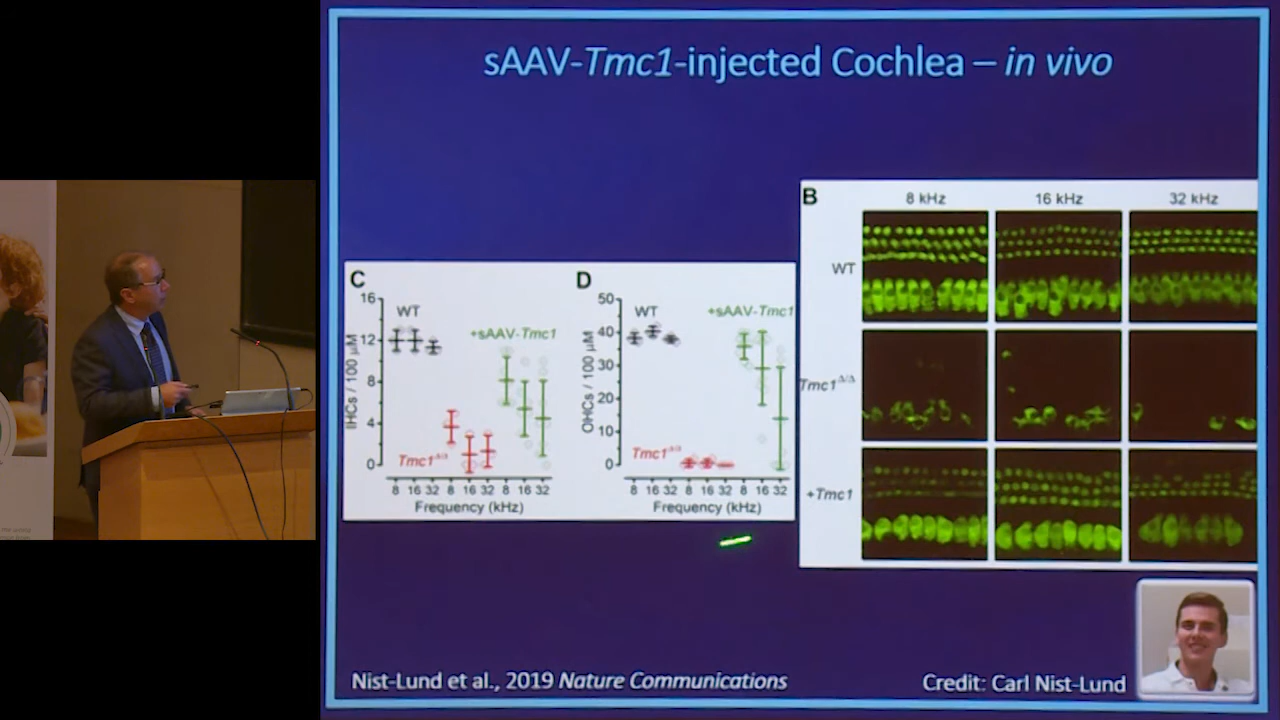 sAAV-Tmc1-injected Cochlea – in vivo
C
16
12
8
4
0
IHCs / 100 µM
WT
+sAAV-Tmc1
Tmc1Δ/Δ
8 16 32 8 16 32 8 16 32
Frequency (kHz)
D
50
40
30
20
10
0
OHCs / 100 µM
WT
+sAAV-Tmc1
Tmc1Δ/Δ
8 16 32 8 16 32 8 16 32
Frequency (kHz)
B
8 kHz 16 kHz 32 kHz
WT
Tmc1Δ/Δ
+Tmc1
Nist-Lund et al., 2019 Nature Communications
Credit: Carl Nist-Lund